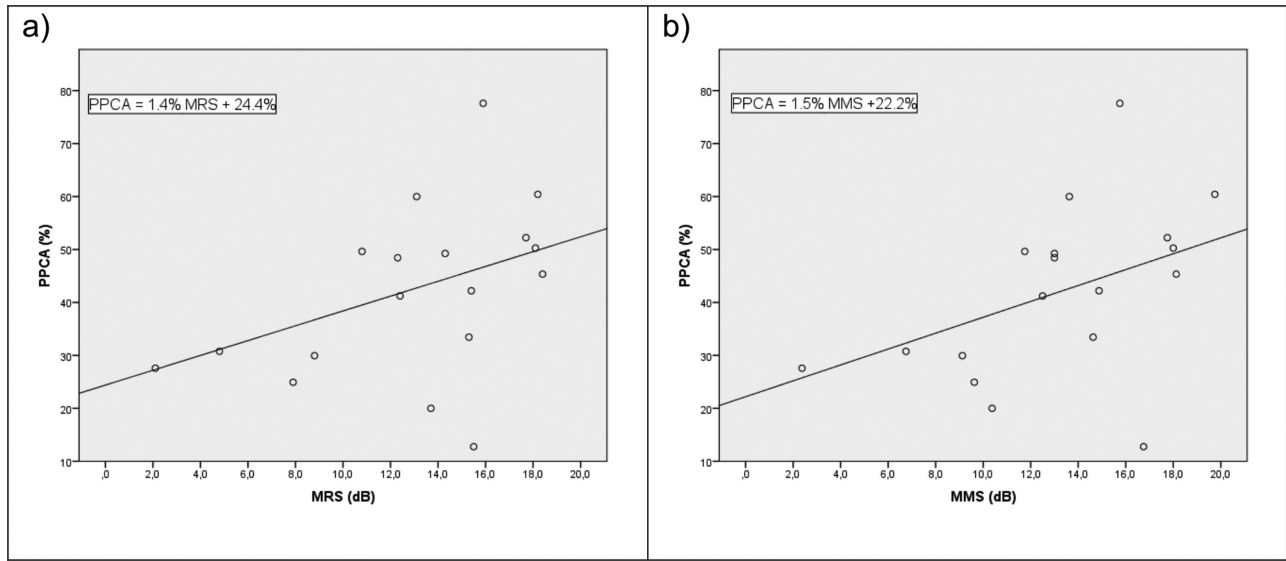 a)
PPCA = 1.4% MRS + 24.4%
80
70
60
50
40
30
20
10
PPCA (%)
,0 2,0 4,0 6,0 8,0 10,0 12,0 14,0 16,0 18,0 20,0
MRS (dB)
b)
PPCA = 1.5% MMS +22.2%
80
70
60
50
40
30
20
10
PPCA (%)
,0 2,0 4,0 6,0 8,0 10,0 12,0 14,0 16,0 18,0 20,0
MMS (dB)